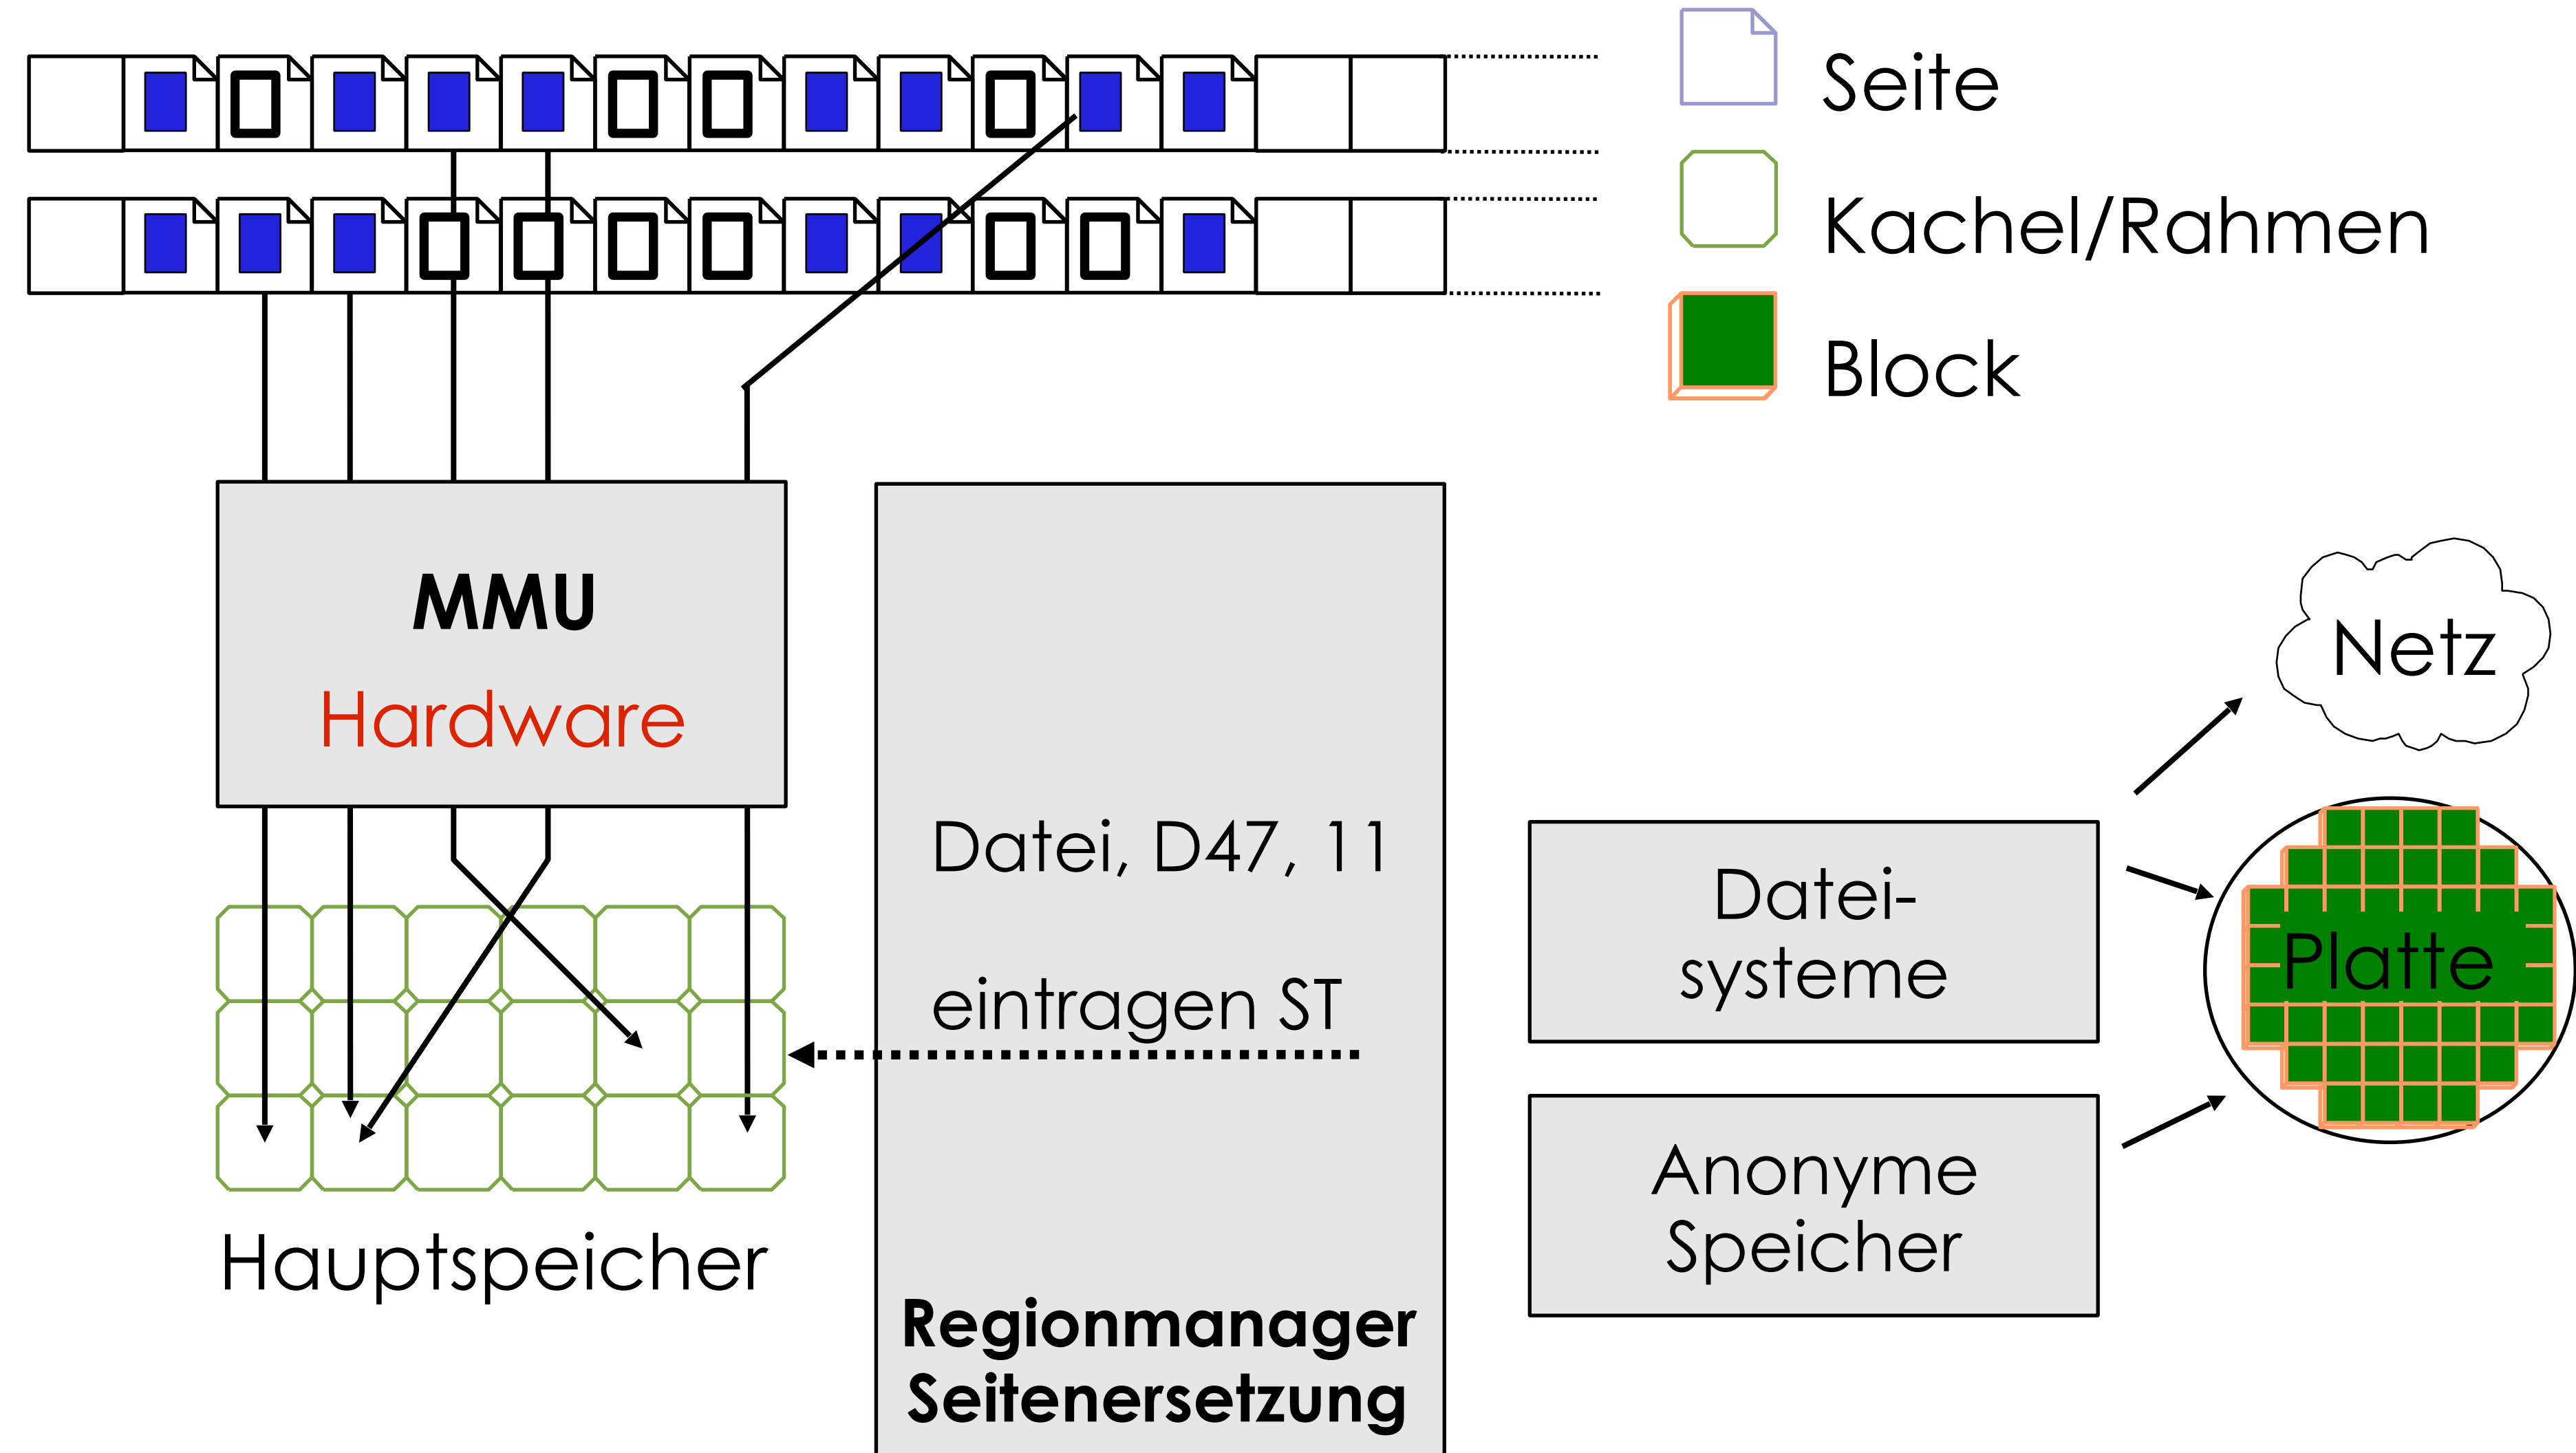 Seite
Kachel/Rahmen
Block
MMU
Hardware
Netz
Datei, D47, 11
Datei-
systeme
Platte
eintragen ST
Anonyme
Speicher
Hauptspeicher
Regionmanager
Seitenersetzung